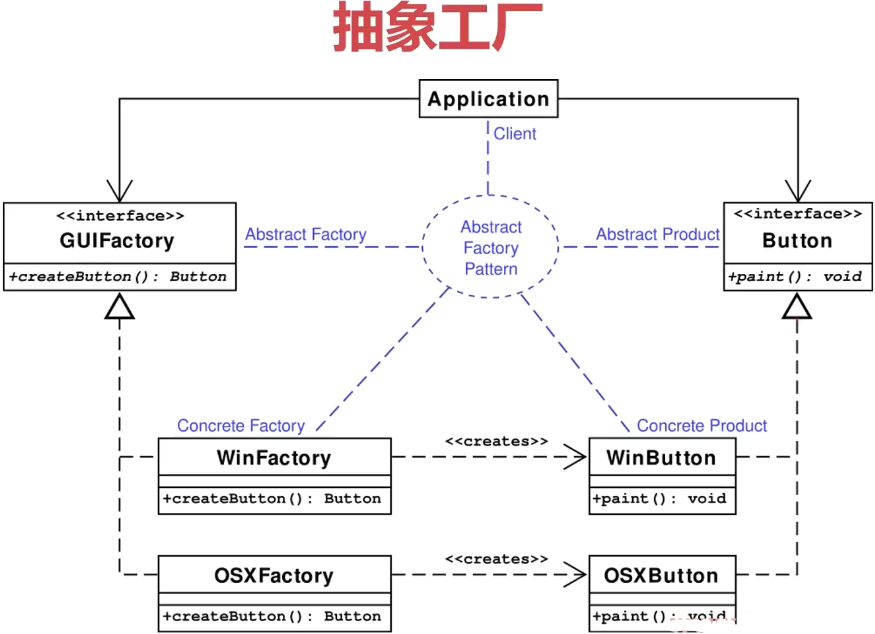 抽象工厂
Application
Client
<<interface>>
GUIFactory
+createButton(): Button
Abstract Factory
Abstract
Factory
Pattern
Abstract Product
<<interface>>
Button
+paint(): void
Concrete Factory
WinFactory
+createButton(): Button
<<creates>>
Concrete Product
WinButton
+paint(): void
OSXFactory
+createButton(): Button
<<creates>>
OSXButton
+paint(): void